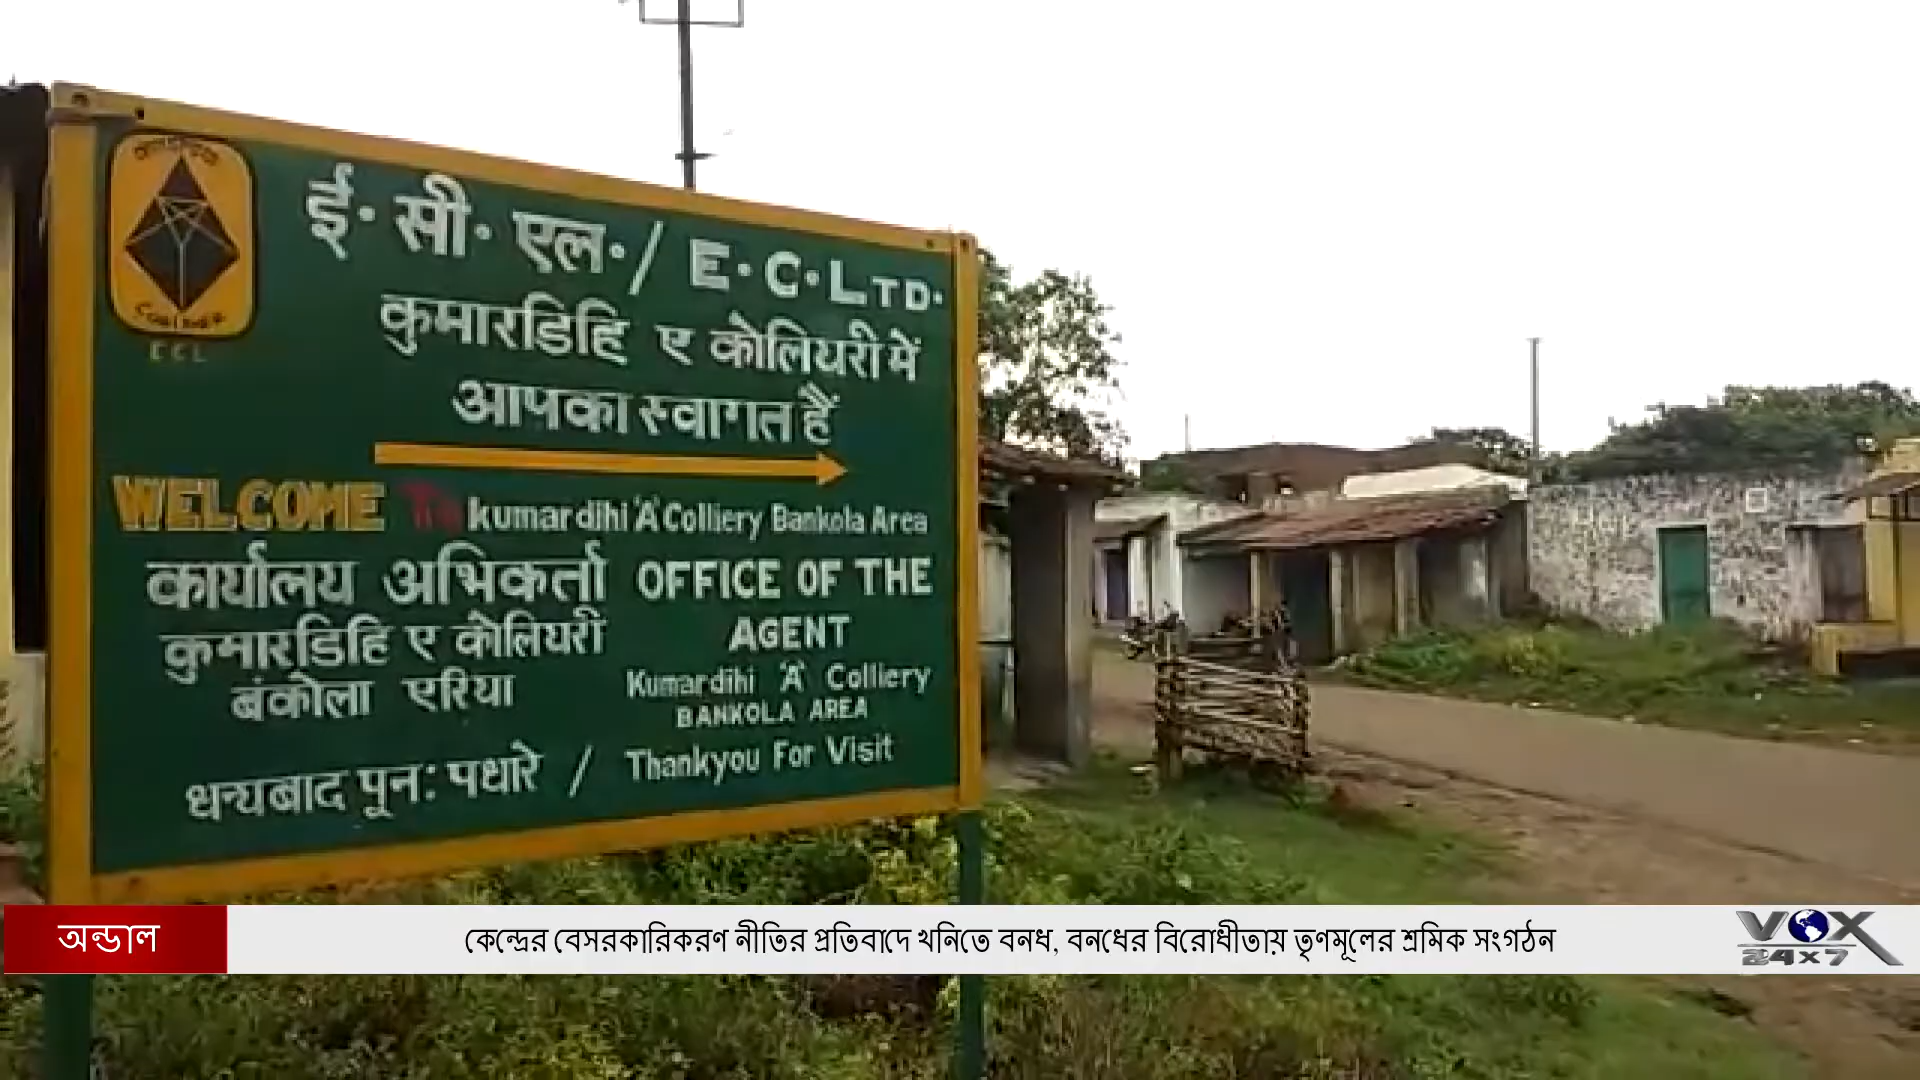 ई. सी. एल. / E.C.LTD.
कुमारडिहि ए कोलियरी में
आपका स्वागत हैं
ECL
WELCOME To kumardihi 'A' Colliery Bankola Area
कार्यालय अभिकर्ता
कुमारडिहि ए कोलियरी
बंकोला एरिया
OFFICE OF THE
AGENT
Kumardihi 'A' Colliery
BANKOLA AREA
धन्यबाद पून: पधारे / Thankyou For Visit
অন্ডাল
কেন্দ্রের বেসরকারিকরণ নীতির প্রতিবাদে খনিতে বনধ, বনধের বিরোধীতায় তৃণমূলের শ্রমিক সংগঠন
VOX
24x7